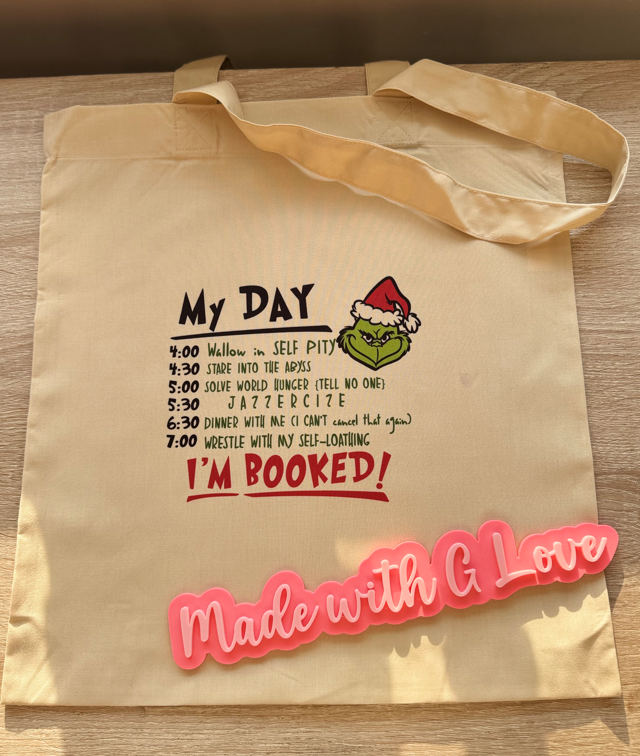 My DAY
4:00 Wallow in SELF PITY
4:30 STARE INTO THE ABYSS
5:00 SOLVE WORLD HUNGER (TELL NO ONE)
5:30 JAZZERCIZE
6:30 DINNER WITH ME (I CAN'T cancel that again)
7:00 WRESTLE WITH MY SELF-LOATHING
I'M BOOKED!
Made with G Love